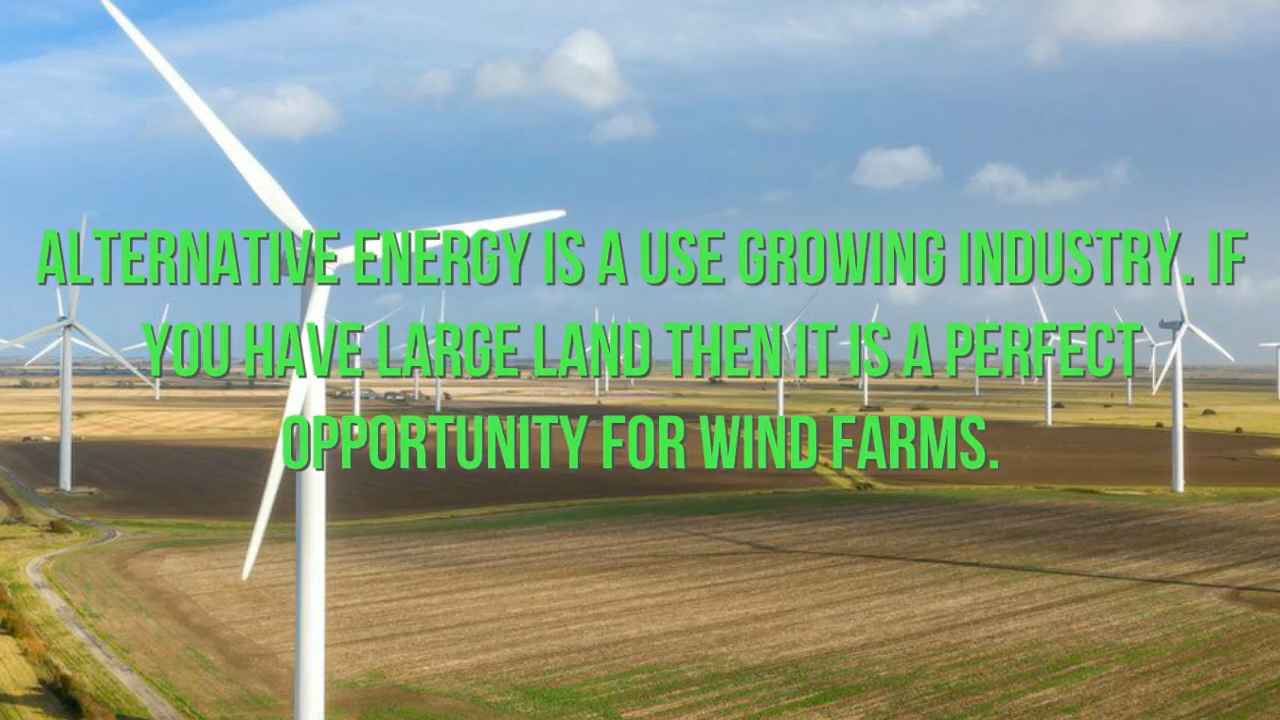 ALTERNATIVE ENERGY IS A USE GROWING INDUSTRY. IF
YOU HAVE LARGE LAND THEN IT IS A PERFECT
OPPORTUNITY FOR WIND FARMS.